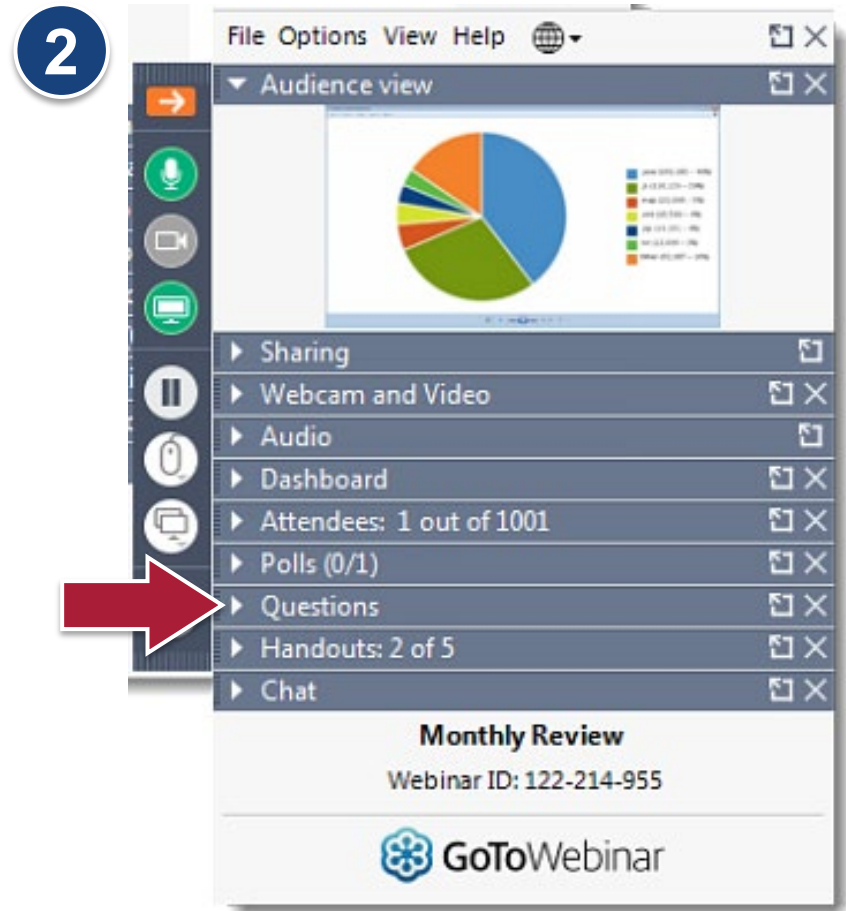 2
File Options View Help
Audience view
Sharing
Webcam and Video
Audio
Dashboard
Attendees: 1 out of 1001
Polls (0/1)
Questions
Handouts: 2 of 5
Chat
Monthly Review
Webinar ID: 122-214-955
GoToWebinar